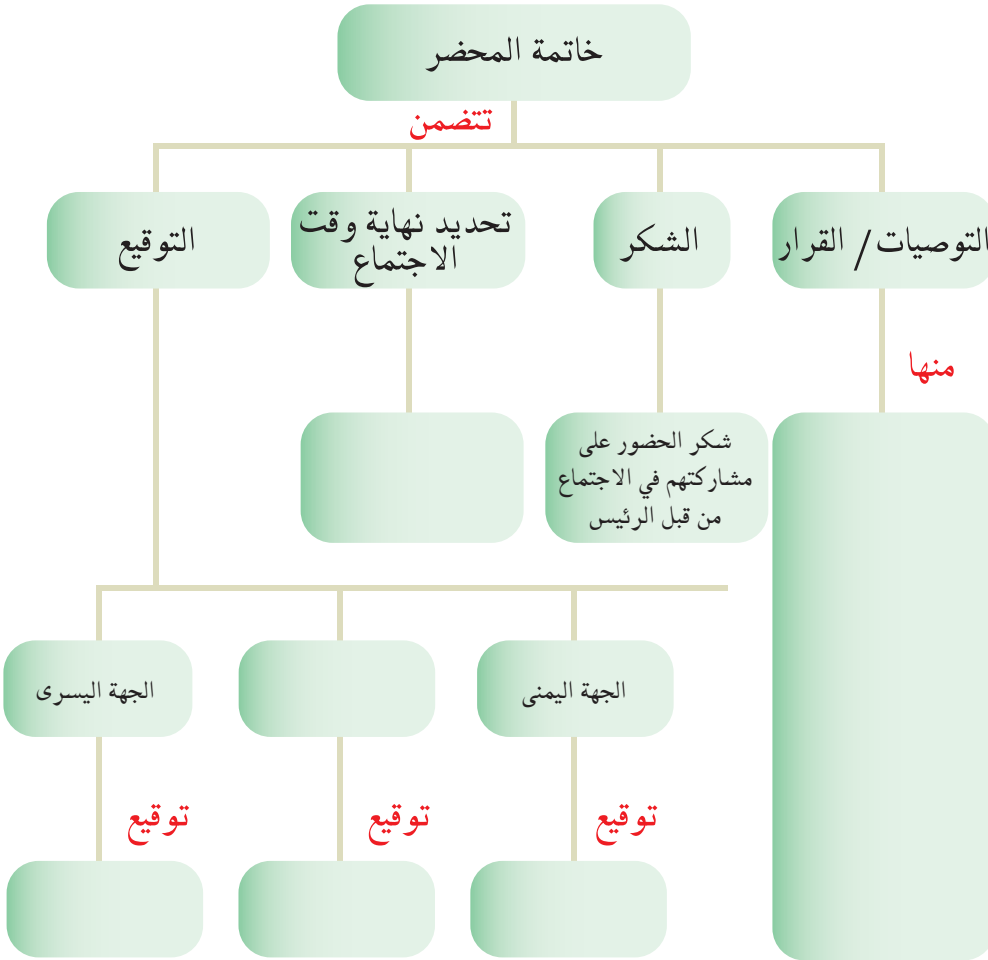 خاتمة المحضر
تتضمن
التوصيات / القرار
الشكر
تحديد نهاية وقت
الاجتماع
التوقيع
منها
شكر الحضور على
مشاركتهم في الاجتماع
من قبل الرئيس
الجهة اليمنى
الجهة اليسرى
توقيع
توقيع
توقيع